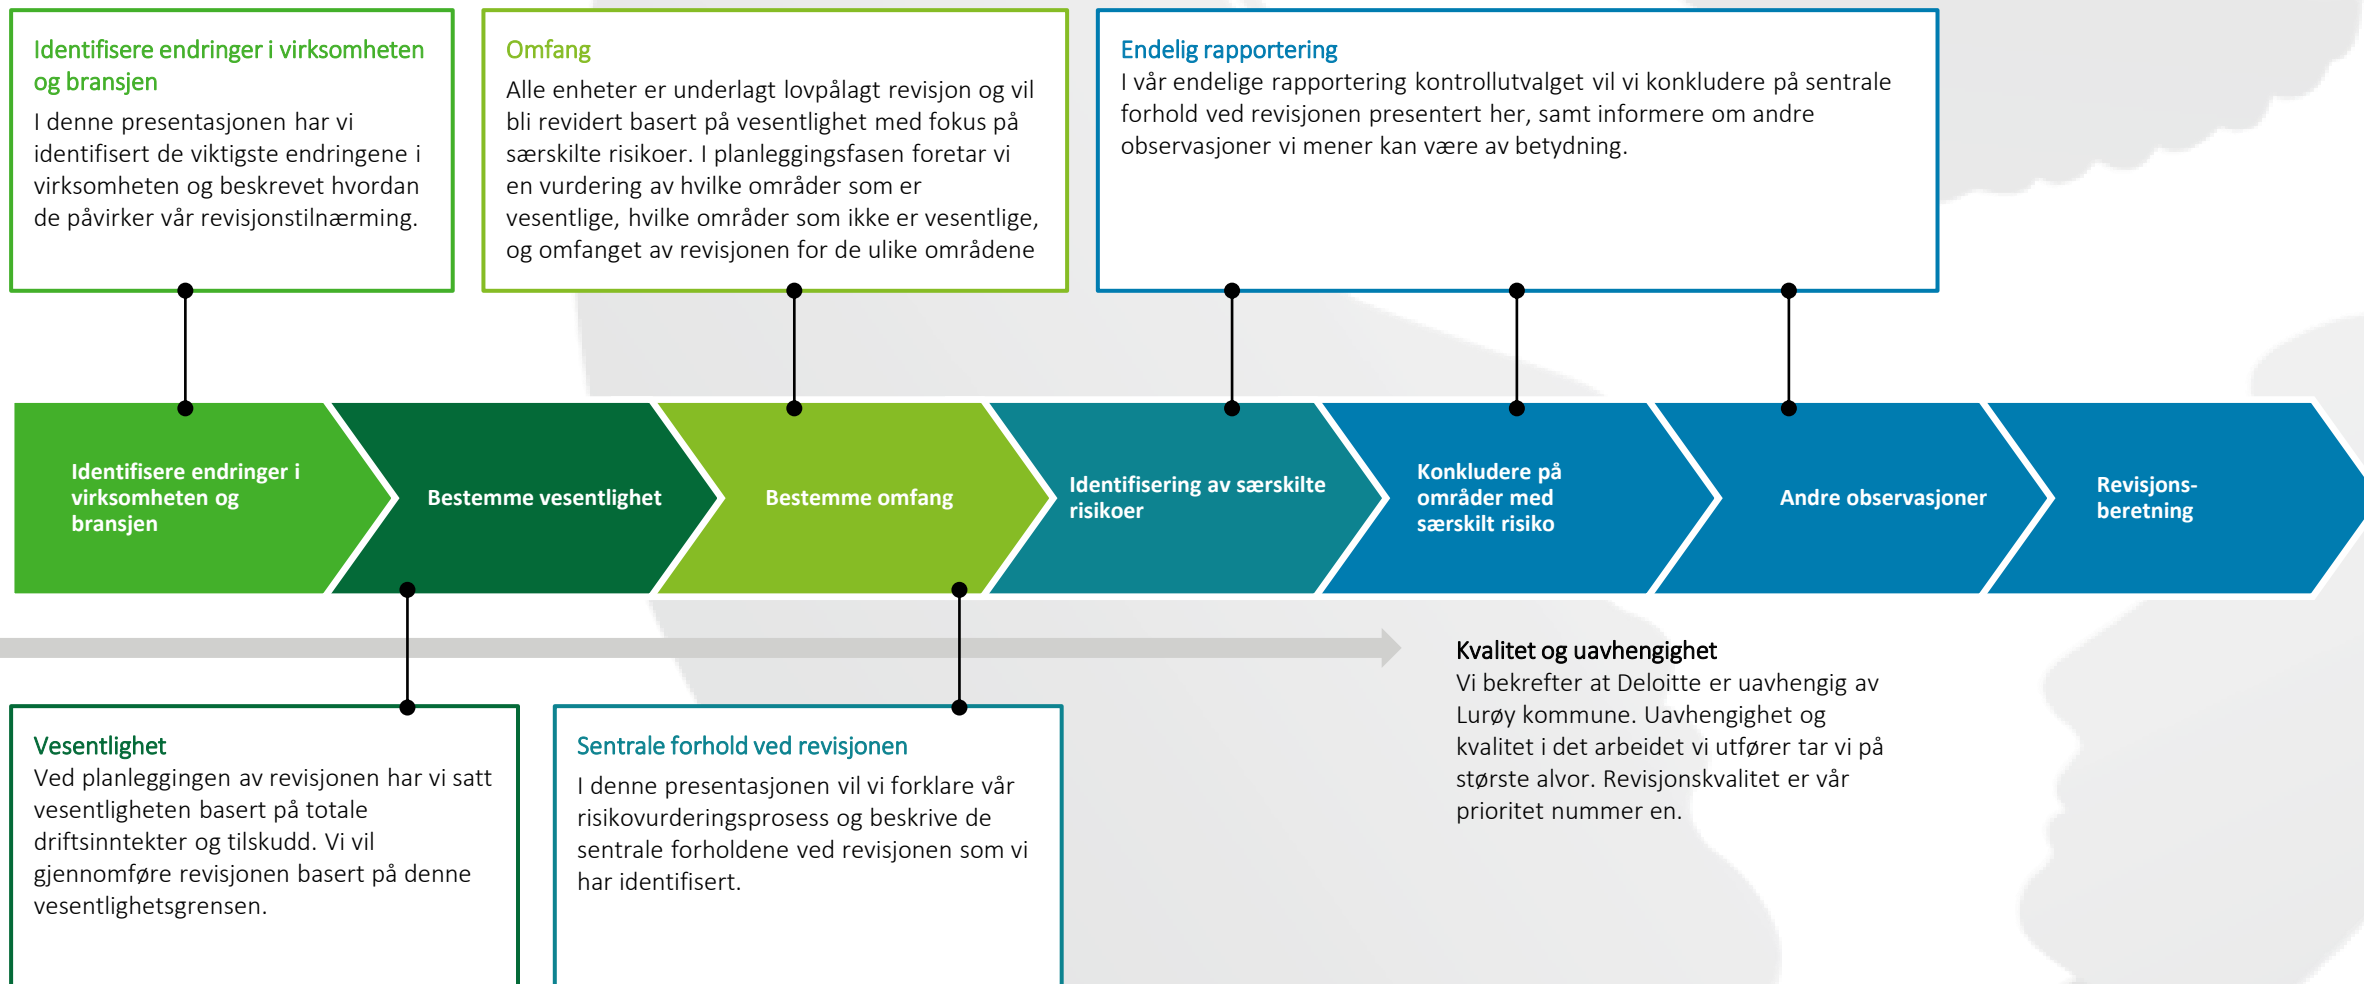 Identifisere endringer i virksomheten
og bransjen
I denne presentasjonen har vi
identifisert de viktigste endringene i
virksomheten og beskrevet hvordan
de påvirker vår revisjonstilnærming.
Omfang
Alle enheter er underlagt lovpålagt revisjon og vil
bli revidert basert på vesentlighet med fokus på
særskilte risikoer. I planleggingsfasen foretar vi
en vurdering av hvilke områder som er
vesentlige, hvilke områder som ikke er vesentlige,
og omfanget av revisjonen for de ulike områdene
Endelig rapportering
I vår endelige rapportering kontrollutvalget vil vi konkludere på sentrale
forhold ved revisjonen presentert her, samt informere om andre
observasjoner vi mener kan være av betydning.
Identifisere endringer i
virksomheten og
bransjen
Bestemme vesentlighet
Bestemme omfang
Identifisering av særskilte
risikoer
Konkludere på
områder med
særskilt risiko
Andre observasjoner
Revisjons-
beretning
Vesentlighet
Ved planleggingen av revisjonen har vi satt
vesentligheten basert på totale
driftsinntekter og tilskudd. Vi vil
gjennomføre revisjonen basert på denne
vesentlighetsgrensen.
Sentrale forhold ved revisjonen
I denne presentasjonen vil vi forklare vår
risikovurderingsprosess og beskrive de
sentrale forholdene ved revisjonen som vi
har identifisert.
Kvalitet og uavhengighet
Vi bekrefter at Deloitte er uavhengig av
Lurøy kommune. Uavhengighet og
kvalitet i det arbeidet vi utfører tar vi på
største alvor. Revisjonskvalitet er vår
prioritet nummer en.